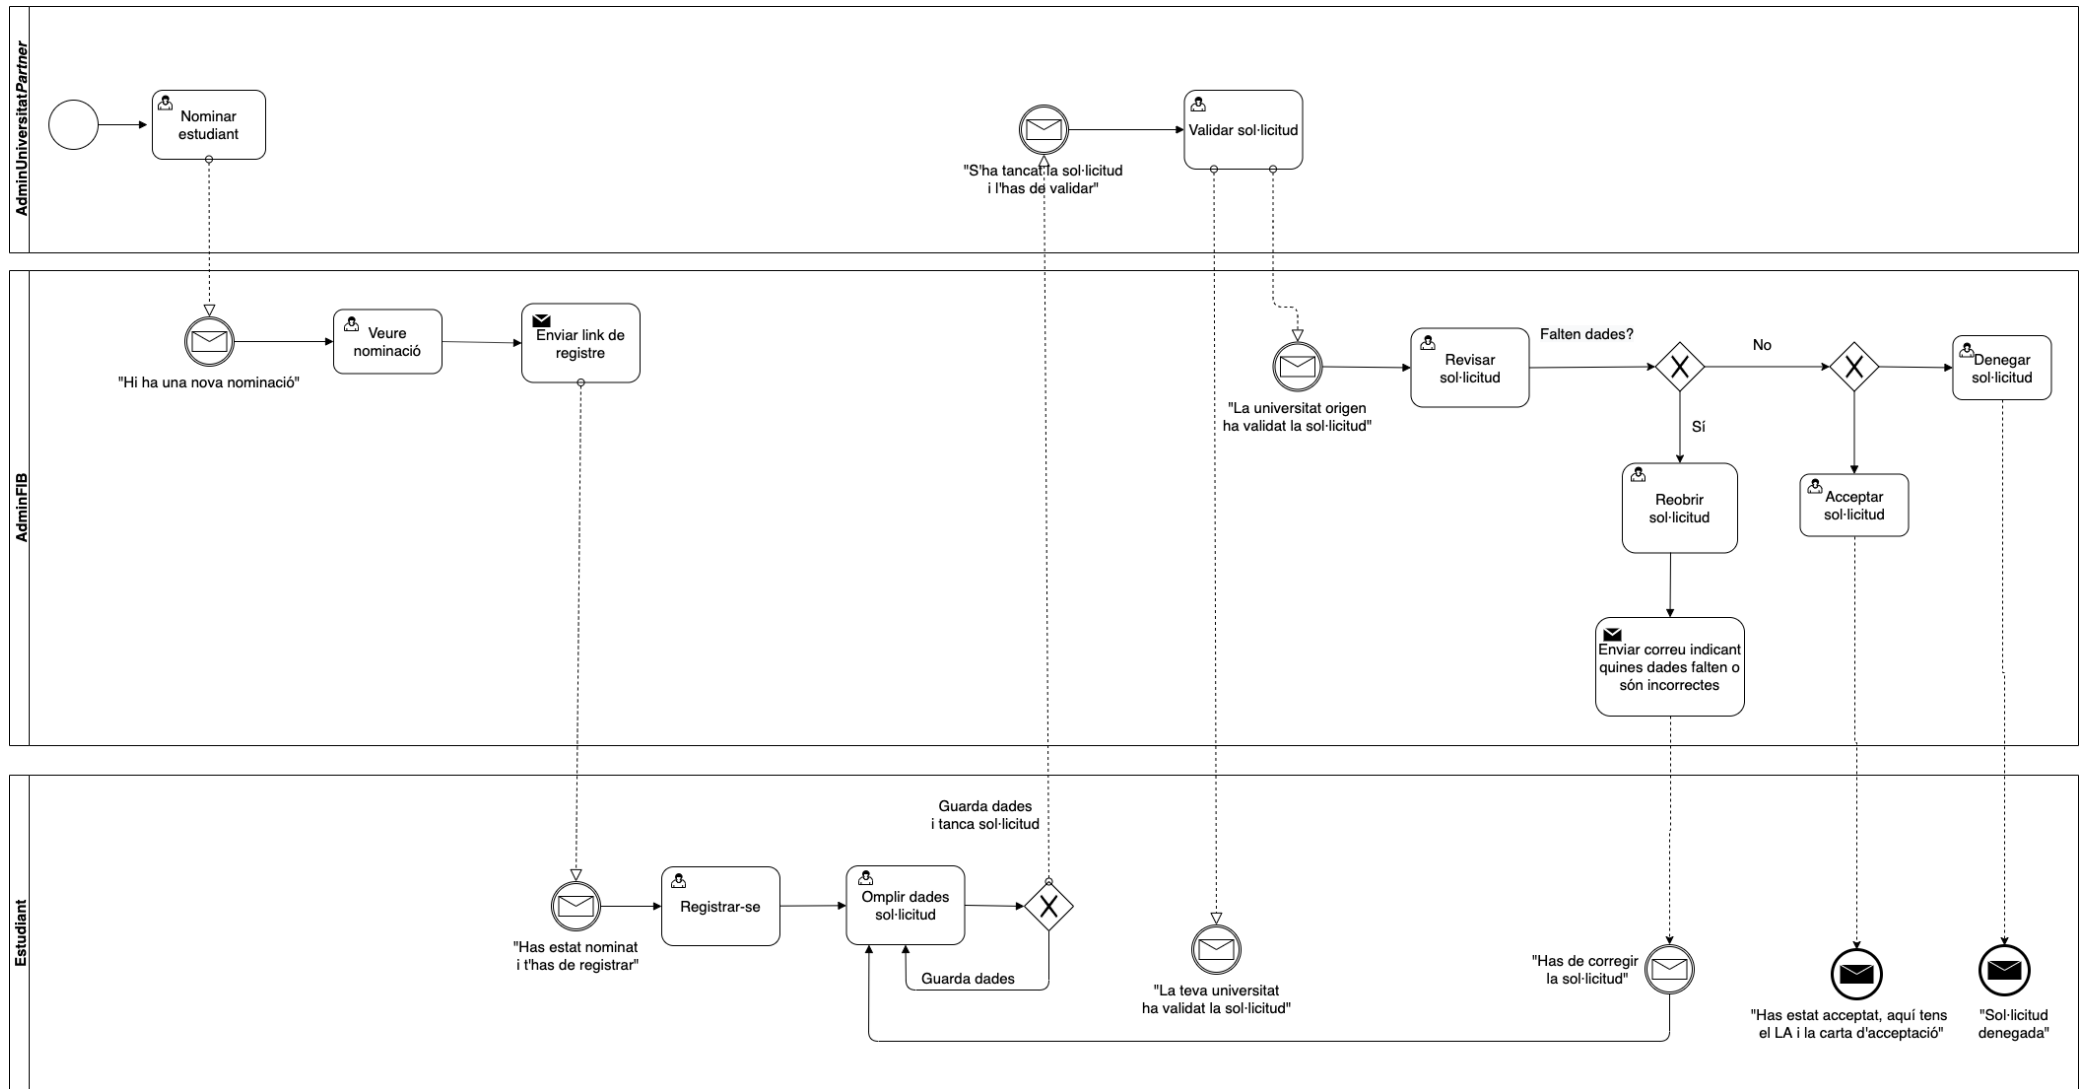 AdminUniversitatPartner
Nominar
estudiant
"S'ha tancat la sol·licitud
i l'has de validar"
Validar sol·licitud
AdminFIB
"Hi ha una nova nominació"
Veure
nominació
Enviar link de
registre
"La universitat origen
ha validat la sol·licitud"
Revisar
sol·licitud
Falten dades?
No
Sí
Denegar
sol·licitud
Reobrir
sol·licitud
Acceptar
sol·licitud
Enviar correu indicant
quines dades falten o
són incorrectes
Estudiant
"Has estat nominat
i t'has de registrar"
Registrar-se
Omplir dades
sol·licitud
Guarda dades
i tanca sol·licitud
Guarda dades
"La teva universitat
ha validat la sol·licitud"
"Has de corregir
la sol·licitud"
"Has estat acceptat, aquí tens
el LA i la carta d'acceptació"
"Sol·licitud
denegada"